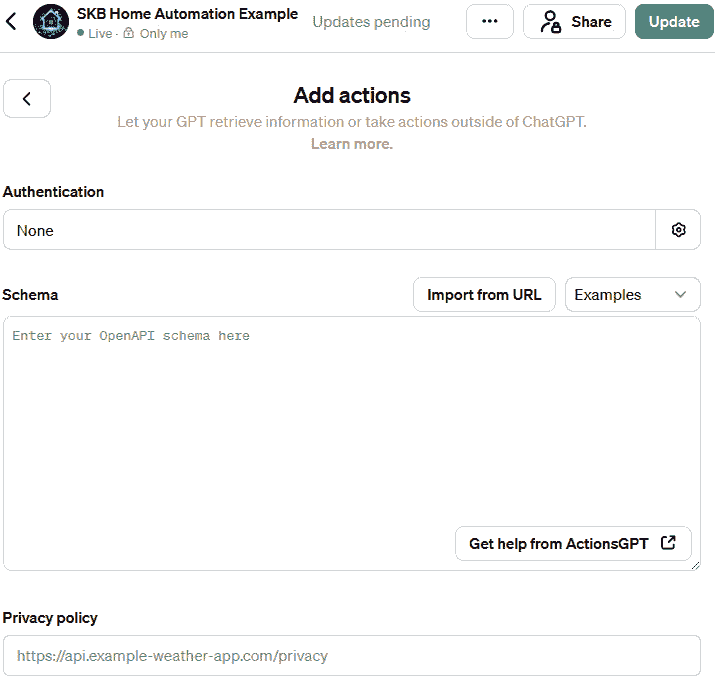 SKB Home Automation Example
Live · Only me
Updates pending
Share
Update
Add actions
Let your GPT retrieve information or take actions outside of ChatGPT.
Learn more.
Authentication
None
Schema
Import from URL
Examples
Enter your OpenAPI schema here
Get help from ActionsGPT
Privacy policy
https://api.example-weather-app.com/privacy